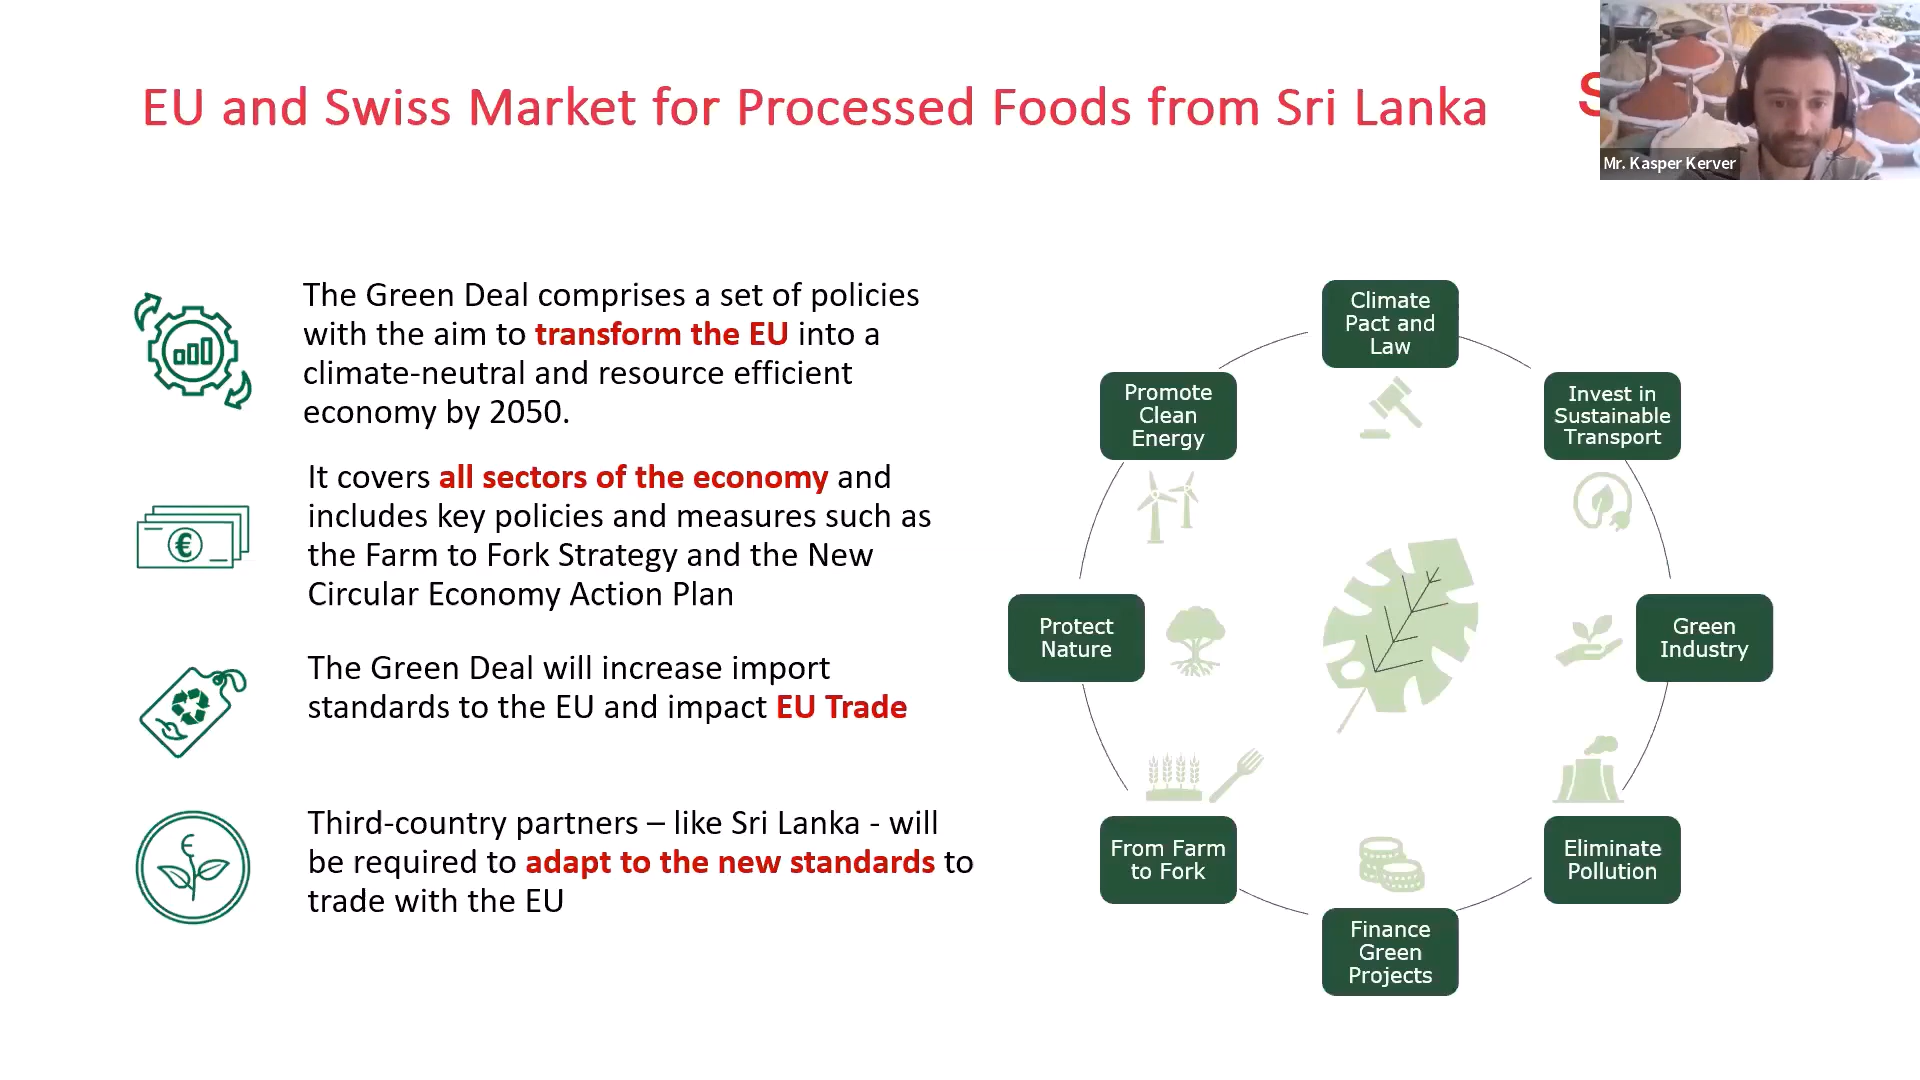 EU and Swiss Market for Processed Foods from Sri Lanka
S
Mr. Kasper Kerver
The Green Deal comprises a set of policies
with the aim to transform the EU into a
climate-neutral and resource efficient
economy by 2050.
It covers all sectors of the economy and
includes key policies and measures such as
the Farm to Fork Strategy and the New
Circular Economy Action Plan
The Green Deal will increase import
standards to the EU and impact EU Trade
Third-country partners – like Sri Lanka - will
be required to adapt to the new standards to
trade with the EU
Climate
Pact and
Law
Invest in
Sustainable
Transport
Green
Industry
Eliminate
Pollution
Finance
Green
Projects
From Farm
to Fork
Protect
Nature
Promote
Clean
Energy